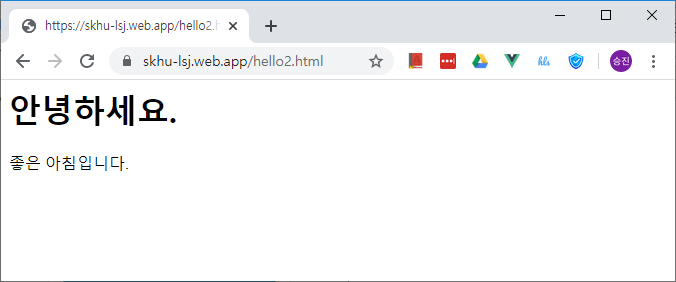 https://skhu-lsj.web.app/hello2.h
skhu-lsj.web.app/hello2.html
hls
승진
안녕하세요.
좋은 아침입니다.